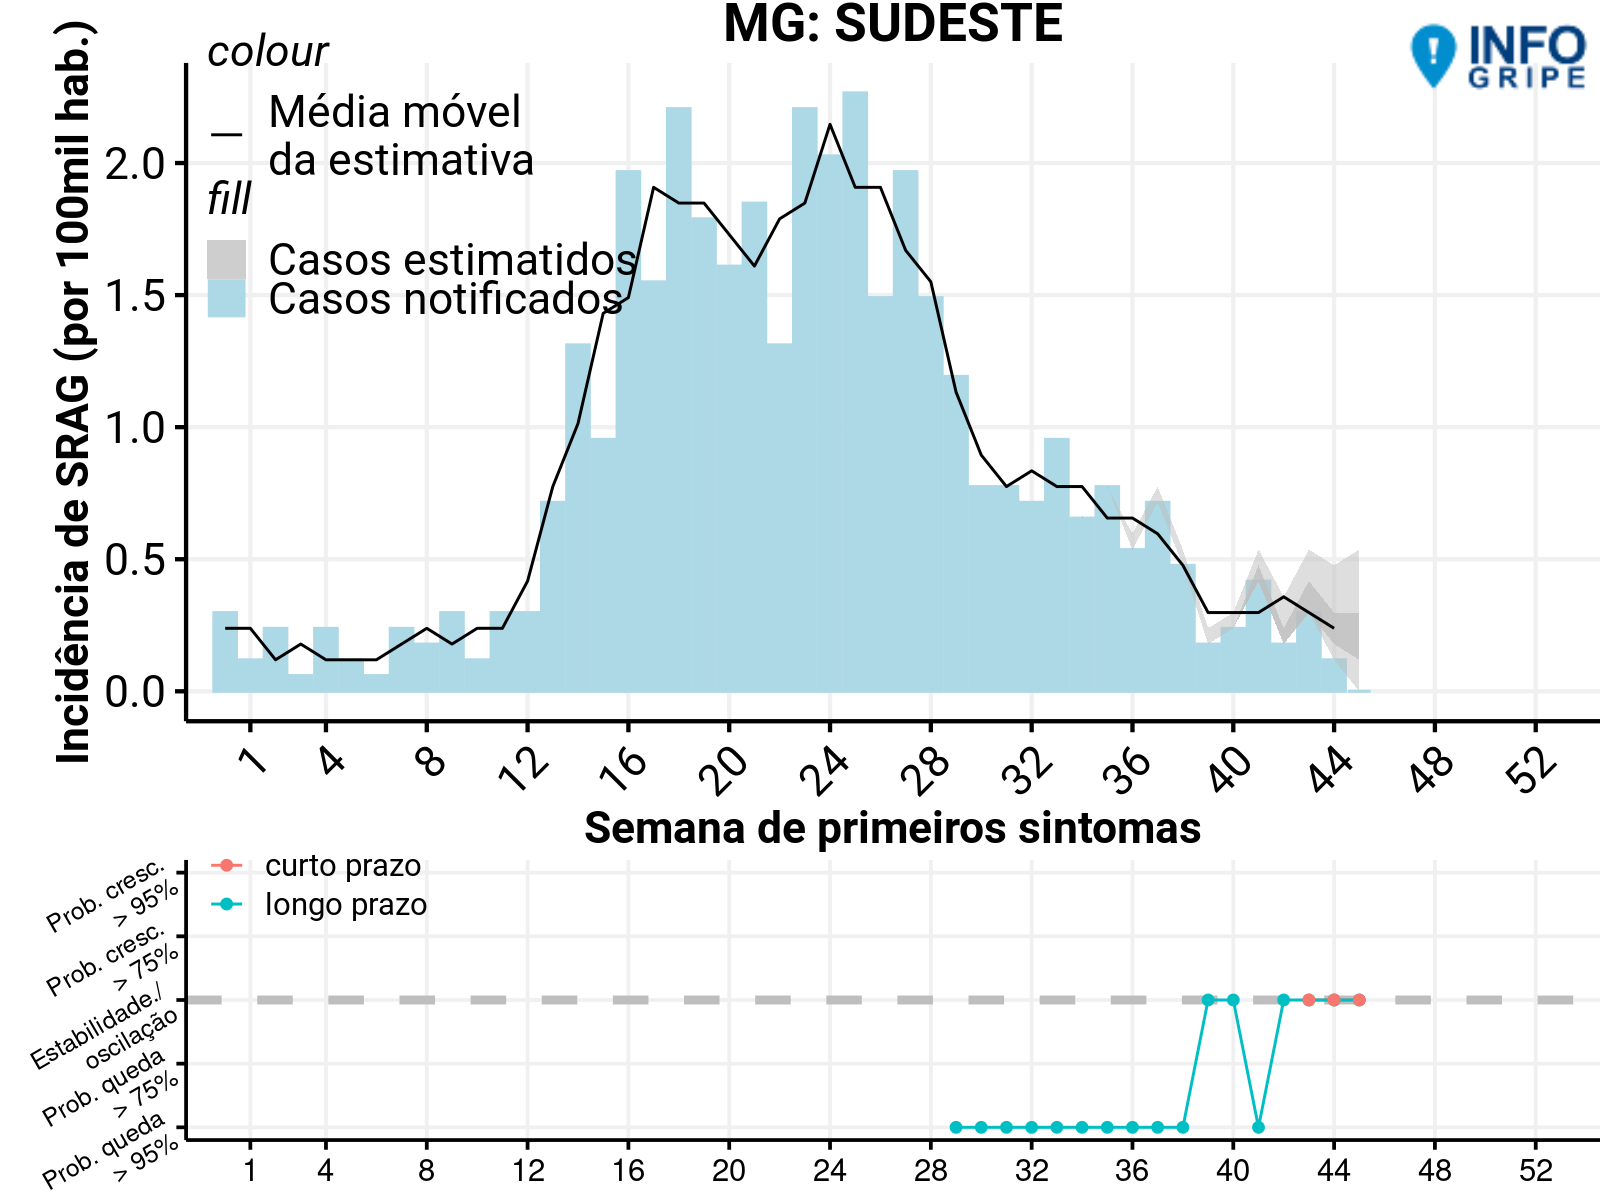 MG: SUDESTE
INFO
GRIPE
colour
Média móvel
da estimativa
fill
Casos estimatidos
Casos notificados
Incidência de SRAG (por 100mil hab.)
2.0
1.5
1.0
0.5
0.0
1 4 8 12 16 20 24 28 32 36 40 44 48 52
Semana de primeiros sintomas
curto prazo
longo prazo
Prob. cresc.
> 95%
Prob. cresc.
> 75%
Estabilidade./
oscilação
Prob. queda
> 75%
Prob. queda
> 95%
1 4 8 12 16 20 24 28 32 36 40 44 48 52